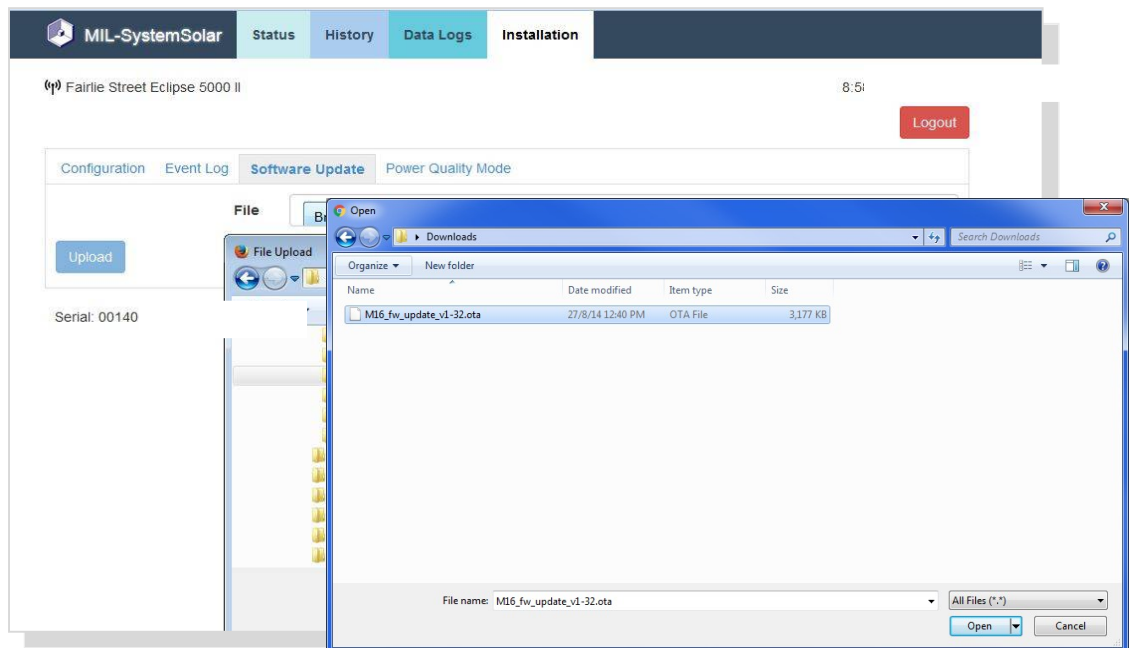 MIL-SystemSolar Status History Data Logs Installation
Fairlie Street Eclipse 5000 II
Logout
Configuration Event Log Software Update Power Quality Mode
File
Open
Downloads Search Downloads
File Upload
Upload
Organize New folder
Name Date modified Item type Size
M16_fw_update_v1-32.ota 27/8/14 12:40 PM OTA File 3,177 KB
Serial: 00140
File name: M16_fw_update_v1-32.ota All Files (*.*)
Open Cancel